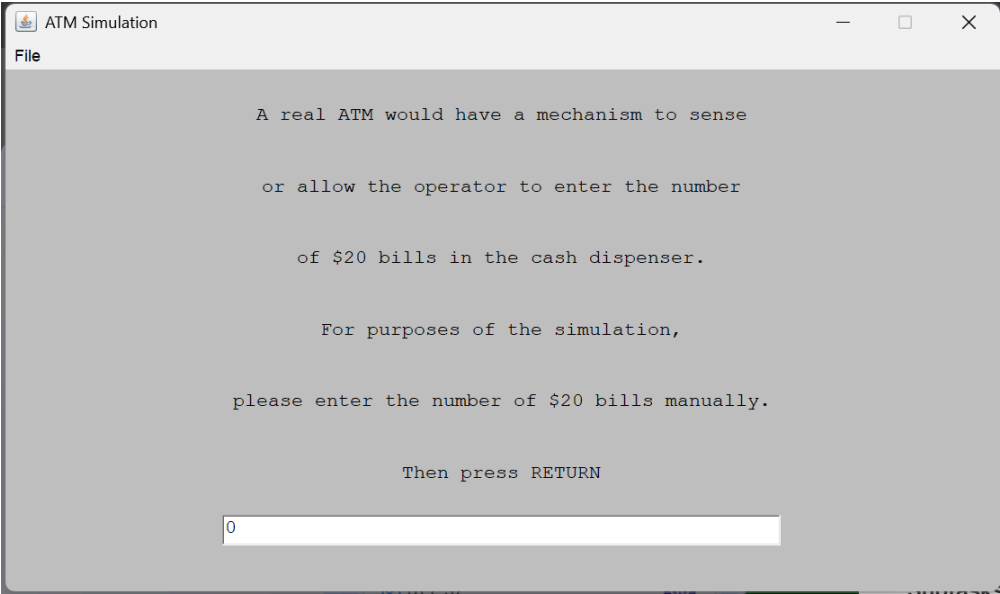 ATM Simulation
File
A real ATM would have a mechanism to sense
or allow the operator to enter the number
of $20 bills in the cash dispenser.
For purposes of the simulation,
please enter the number of $20 bills manually.
Then press RETURN
0